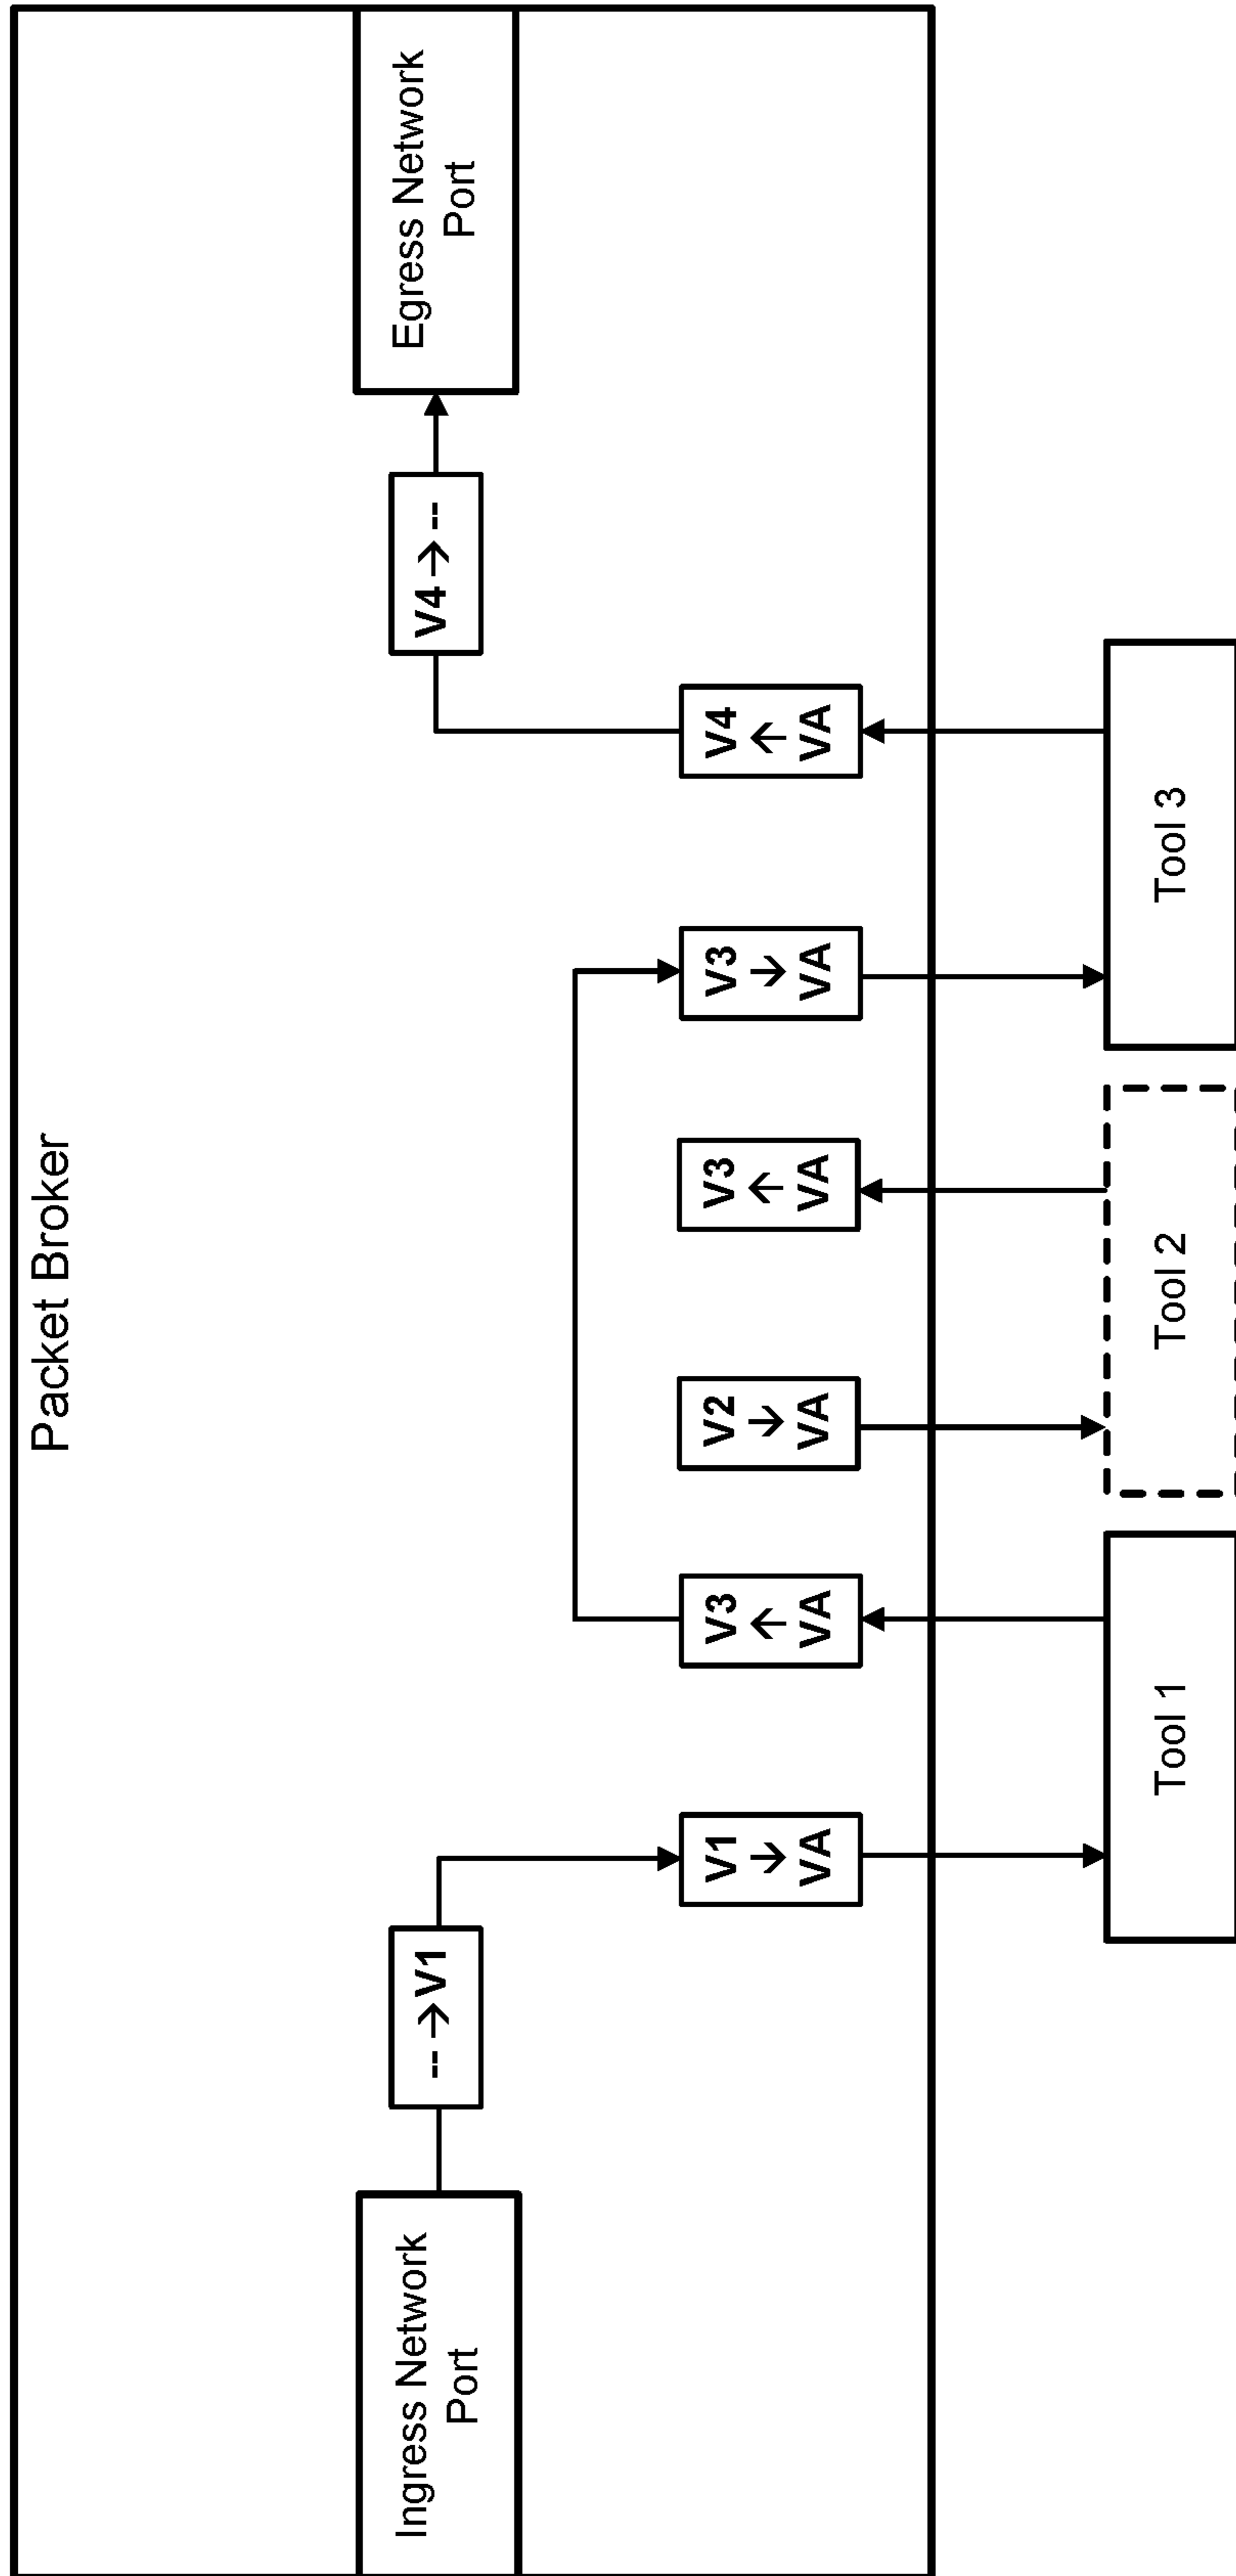 Packet Broker
Ingress Network
Port
-- → V1
V4 → --
Egress Network
Port
V1
↓
VA
V3
↑
VA
V2
↓
VA
V3
↑
VA
V3
↓
VA
V4
↑
VA
Tool 1
Tool 2
Tool 3